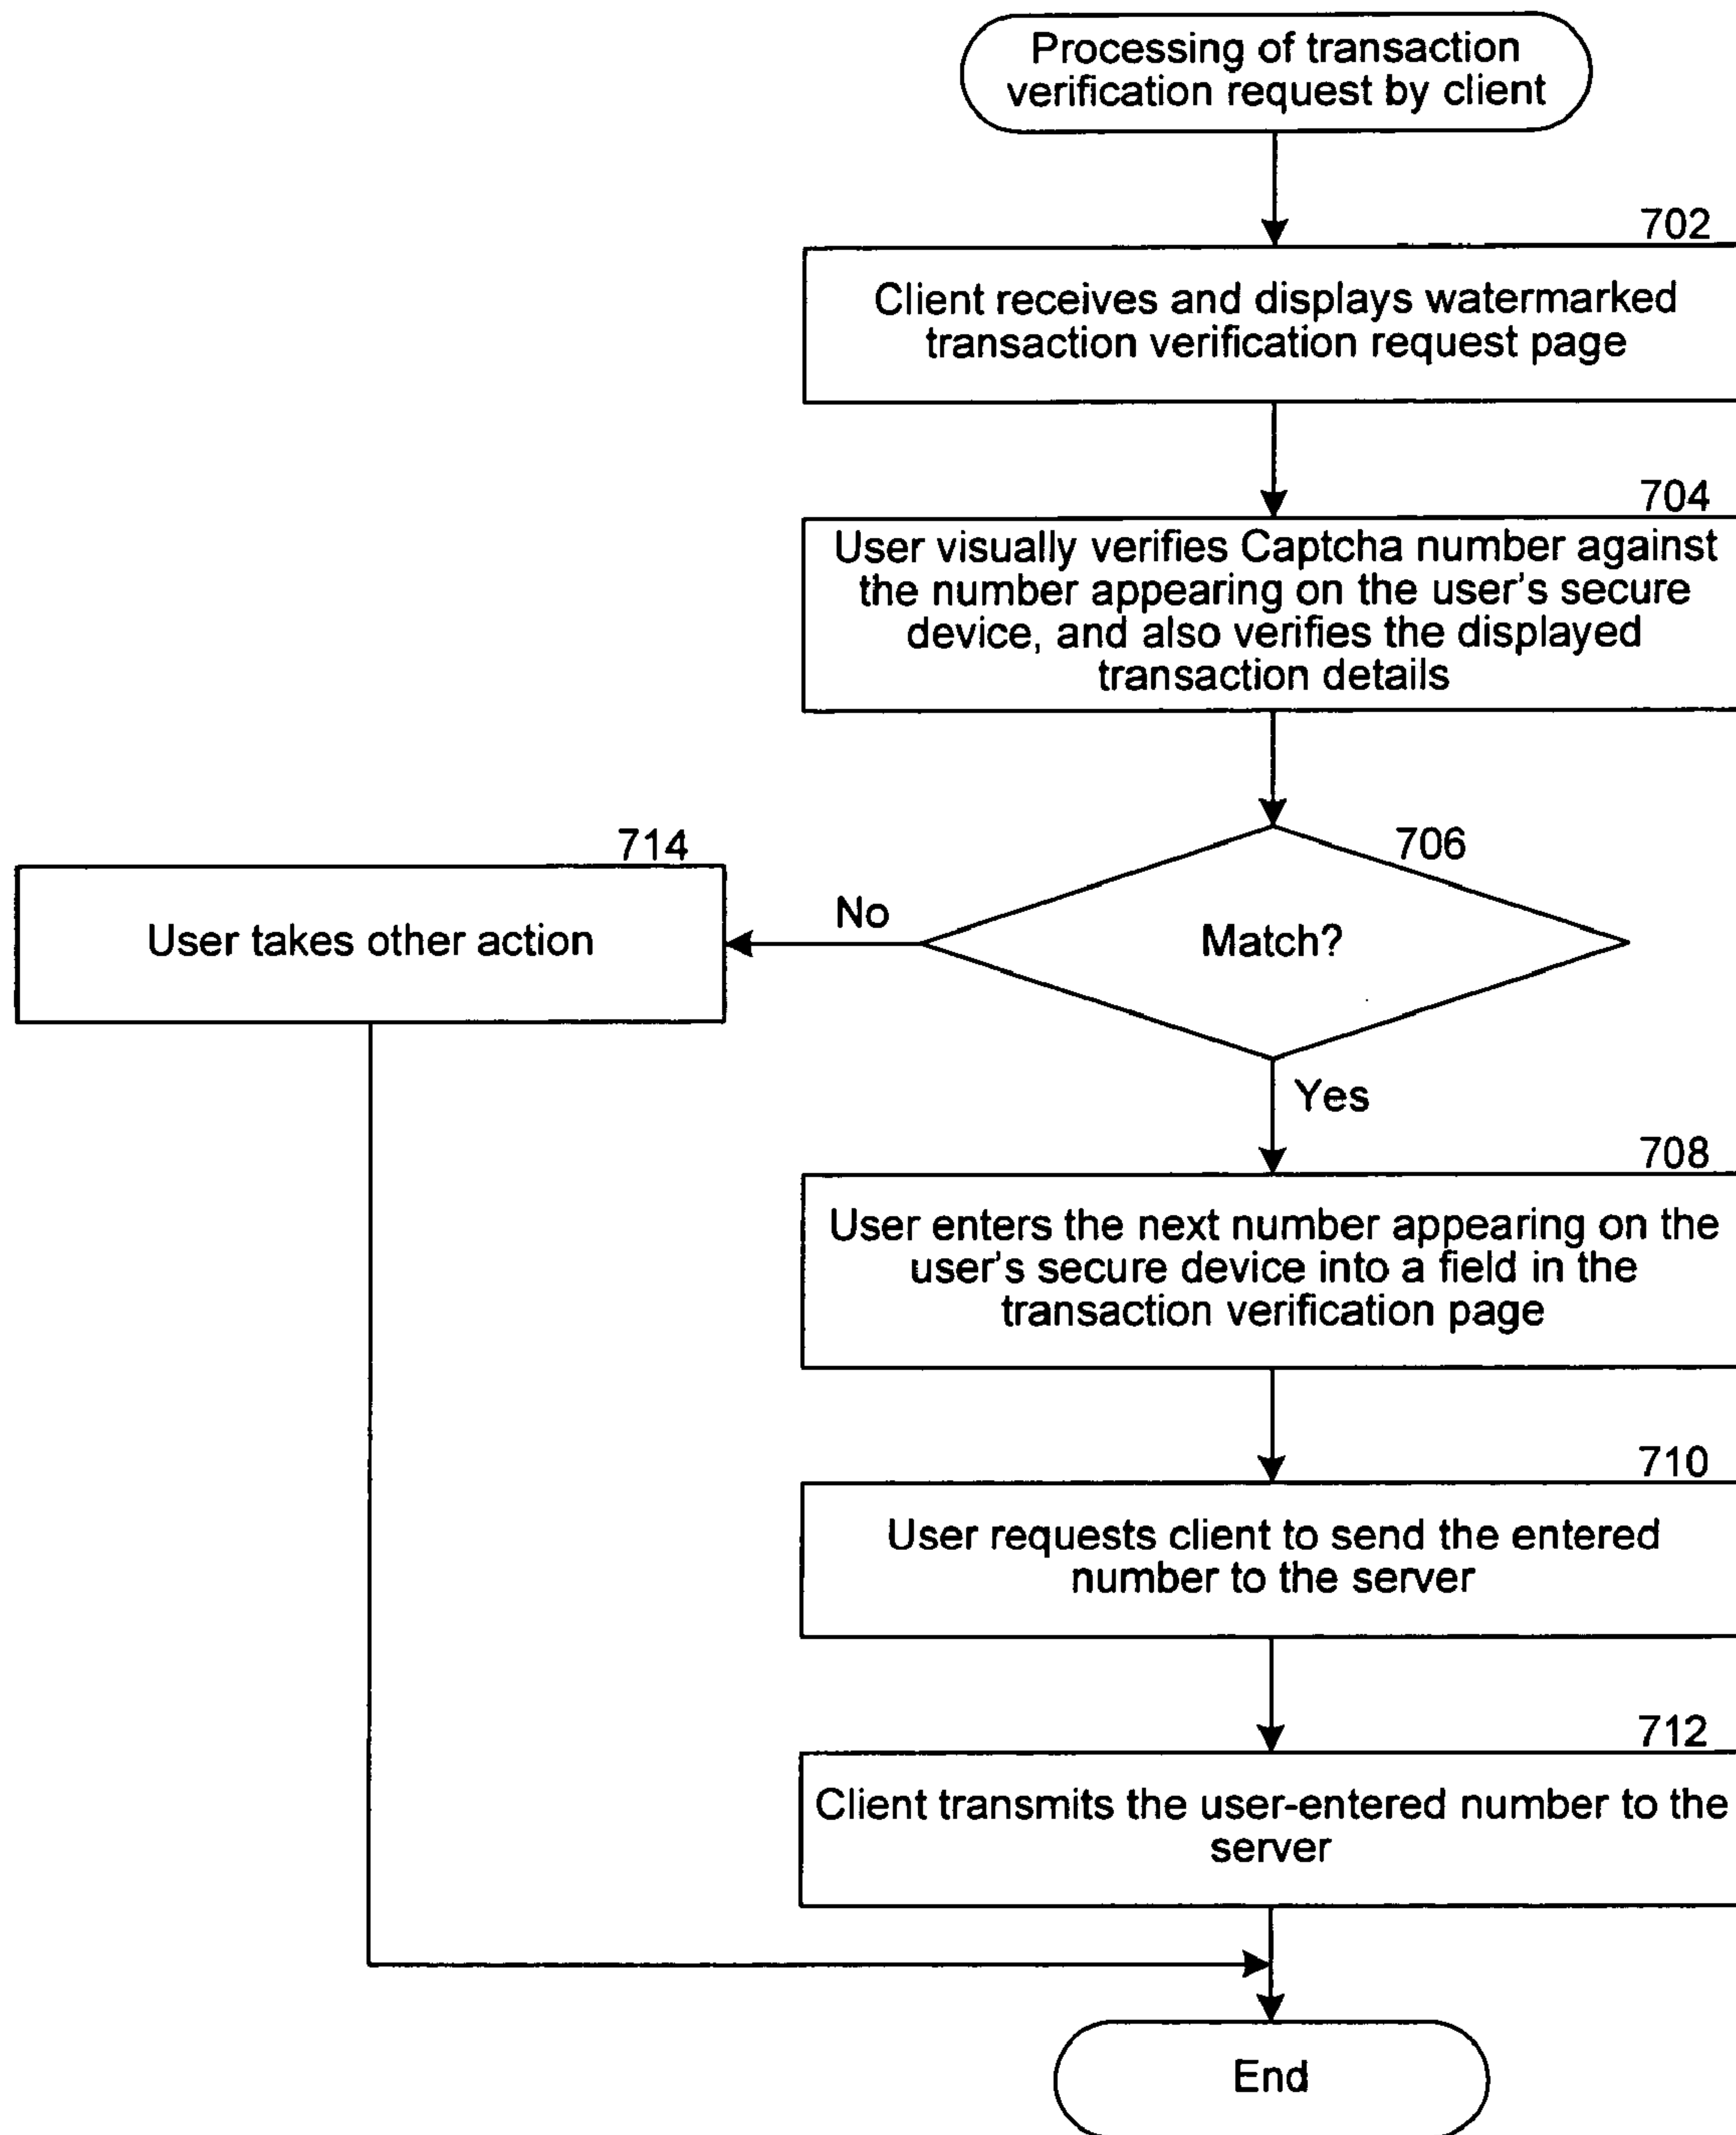 Processing of transaction
verification request by client
702
Client receives and displays watermarked
transaction verification request page
704
User visually verifies Captcha number against
the number appearing on the user's secure
device, and also verifies the displayed
transaction details
714
706
User takes other action
No
Match?
Yes
708
User enters the next number appearing on the
user's secure device into a field in the
transaction verification page
710
User requests client to send the entered
number to the server
712
Client transmits the user-entered number to the
server
End